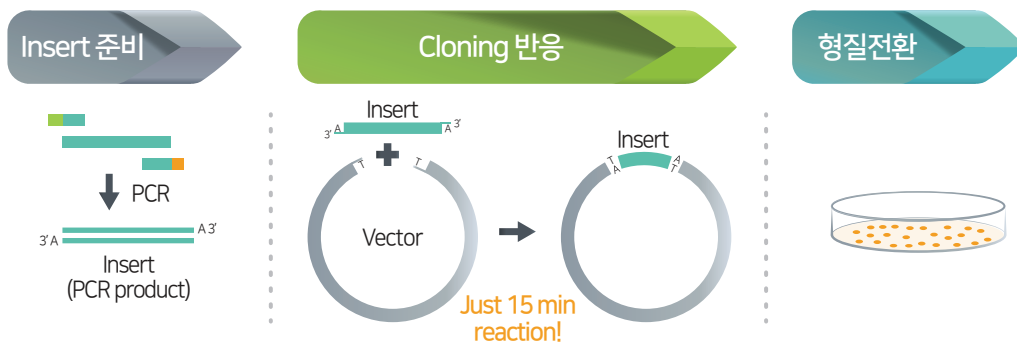 Insert 준비
Cloning 반응
형질전환
PCR
A 3'
3' A
Insert
(PCR product)
Insert
3' A
A 3'
T
T
Vector
Just 15 min
reaction!
Insert
T
A
A
T